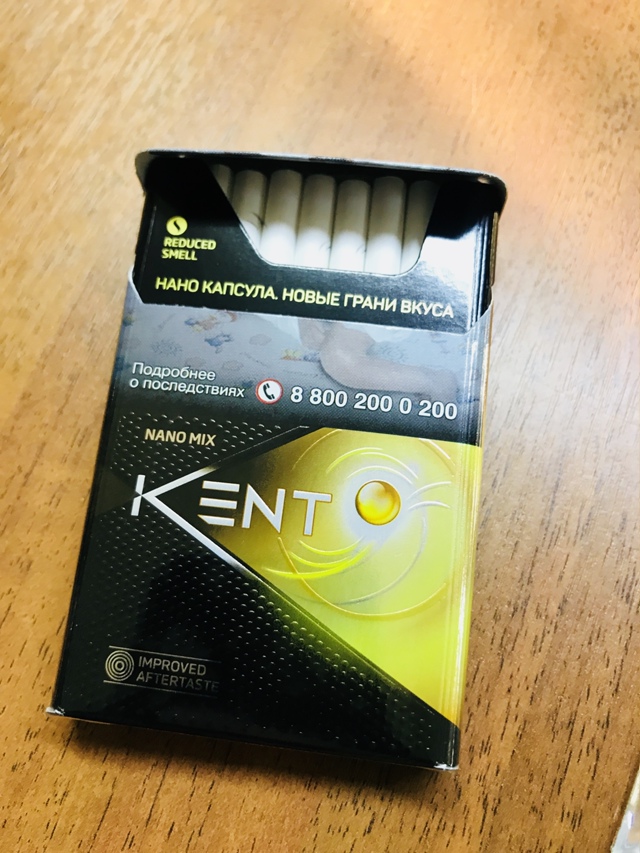 REDUCED
SMELL
НАНО КАПСУЛА. НОВЫЕ ГРАНИ ВКУСА
Подробнее
о последствиях 8 800 200 0 200
NANO MIX
KENT
IMPROVED
AFTERTASTE